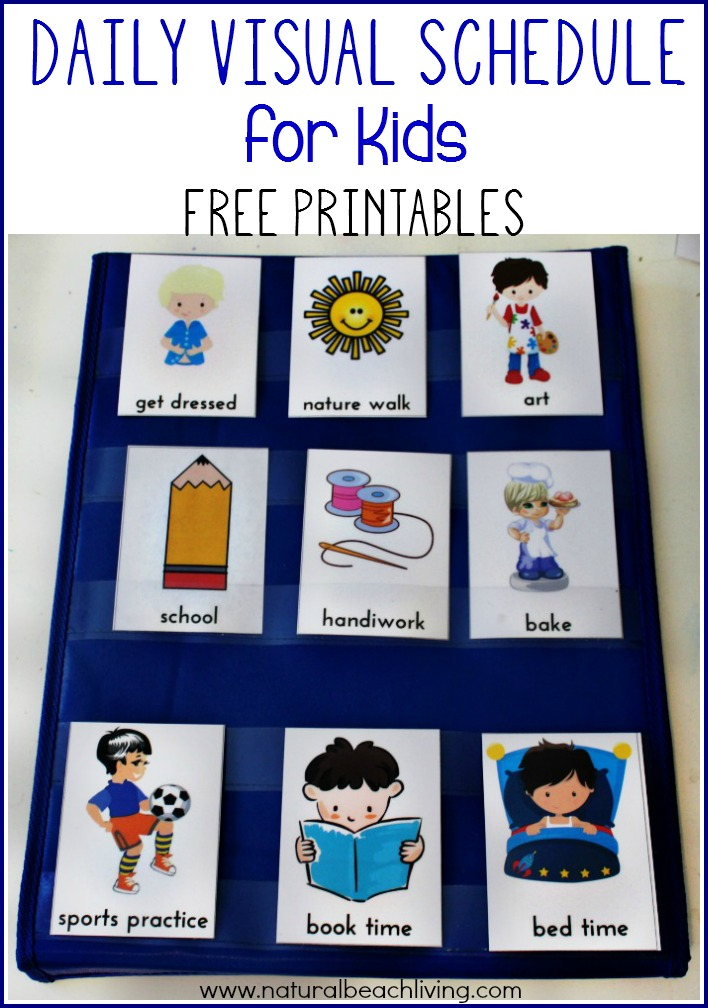 DAILY VISUAL SCHEDULE
for Kids
FREE PRINTABLES
get dressed
nature walk
art
school
handiwork
bake
sports practice
book time
bed time
www.naturalbeachliving.com